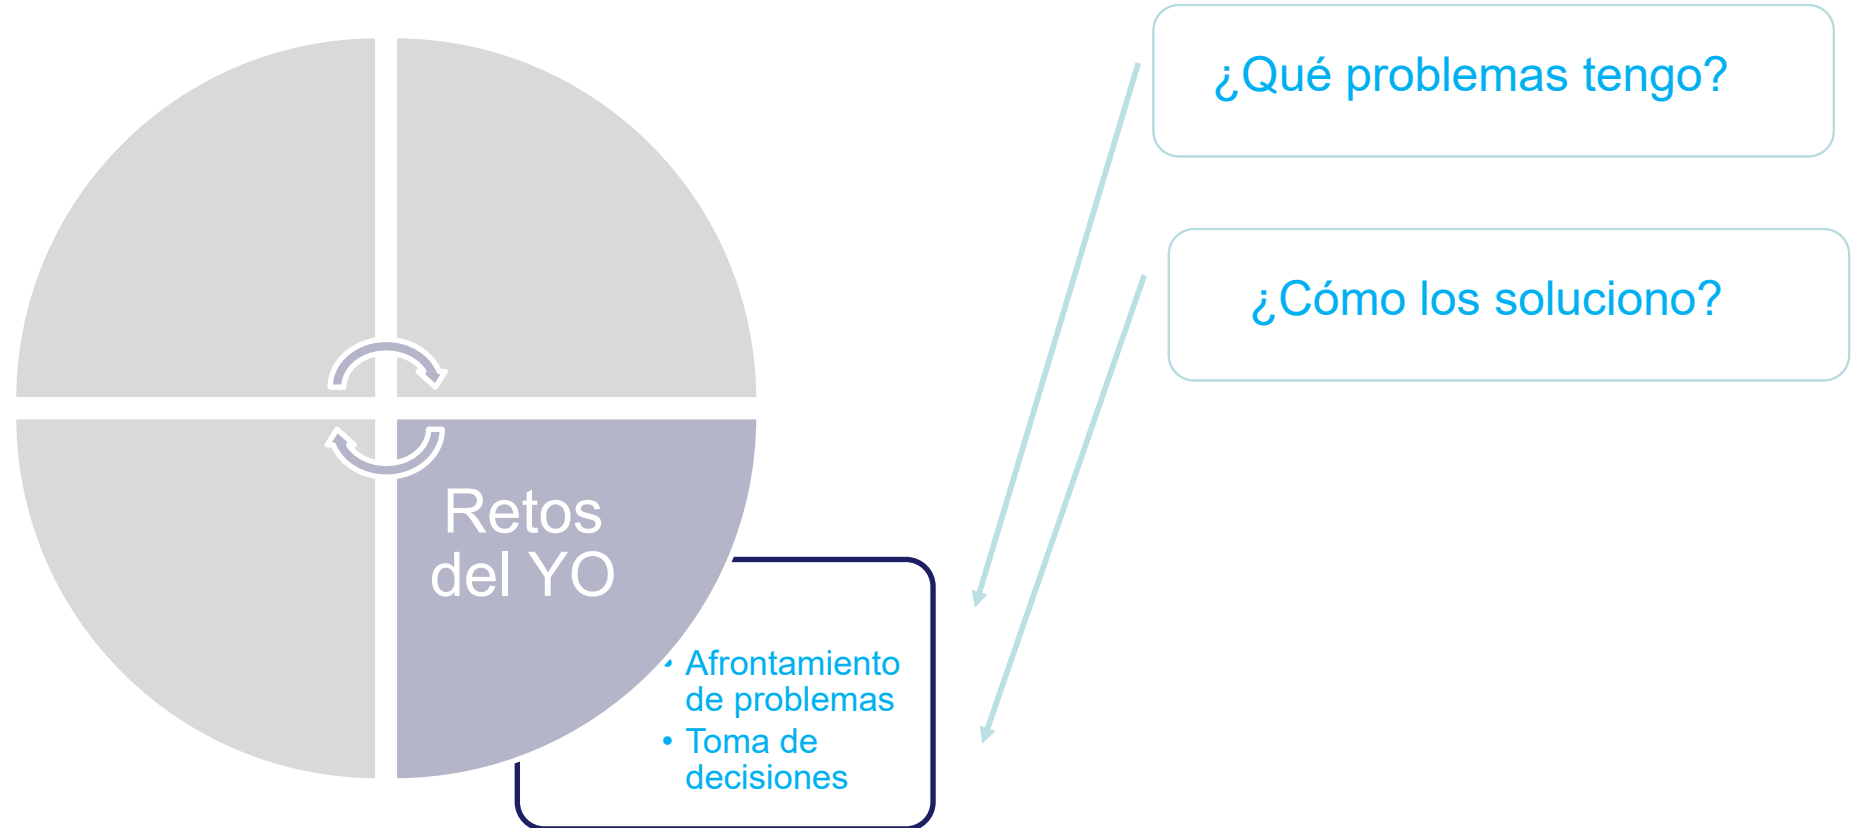 ¿Qué problemas tengo?
¿Cómo los soluciono?
Retos
del YO
• Afrontamiento
de problemas
• Toma de
decisiones